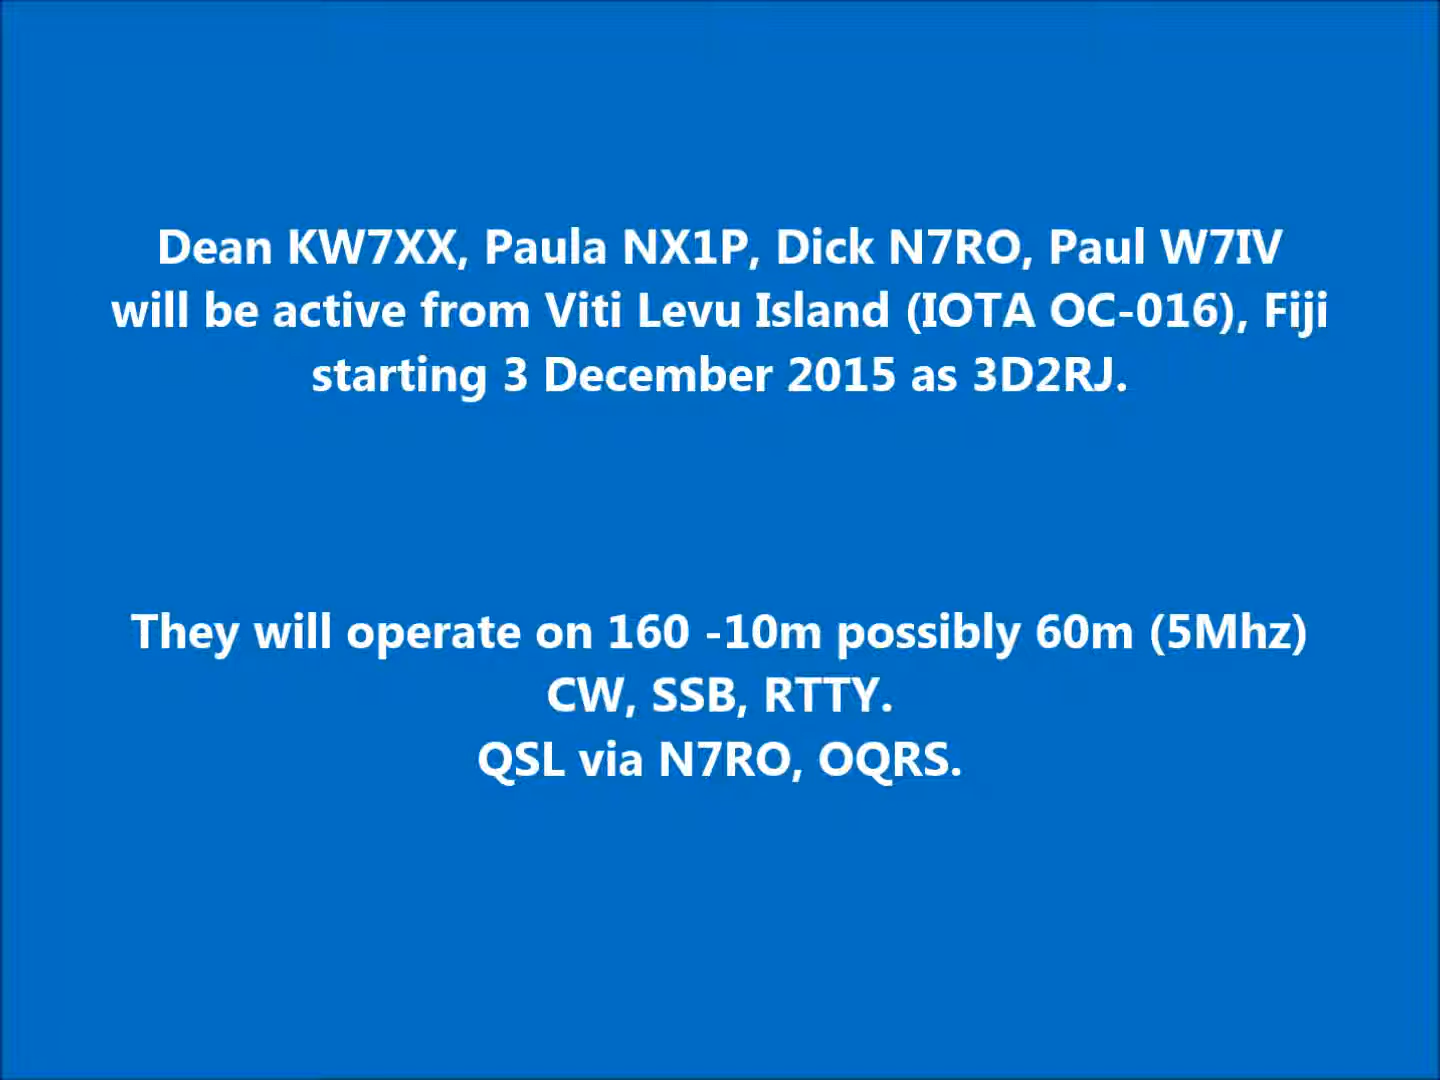 Dean KW7XX, Paula NX1P, Dick N7RO, Paul W7IV
will be active from Viti Levu Island (IOTA OC-016), Fiji
starting 3 December 2015 as 3D2RJ.
They will operate on 160 -10m possibly 60m (5Mhz)
CW, SSB, RTTY.
QSL via N7RO, OQRS.